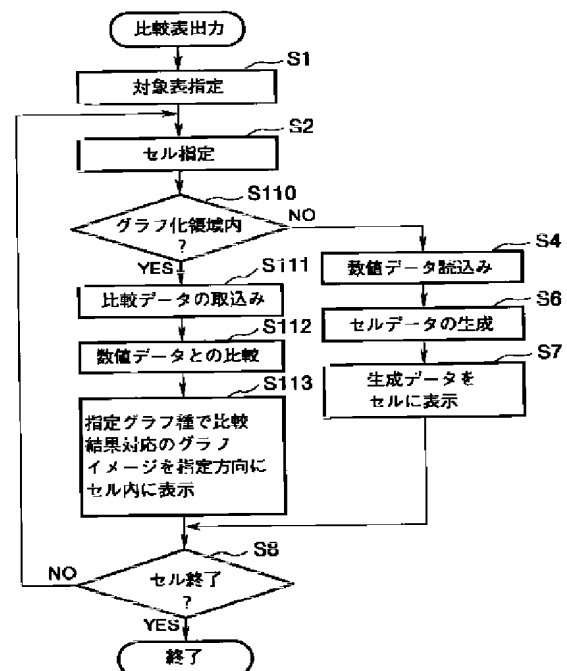 比較表出力
S1
対象表指定
S2
セル指定
S110
グラフ化領域内
?
NO
YES
S111
比較データの取込み
S112
数値データとの比較
S113
指定グラフ種で比較
結果対応のグラフ
イメージを指定方向に
セル内に表示
S4
数値データ読込み
S6
セルデータの生成
S7
生成データを
セルに表示
S8
セル終了
?
NO
YES
終了